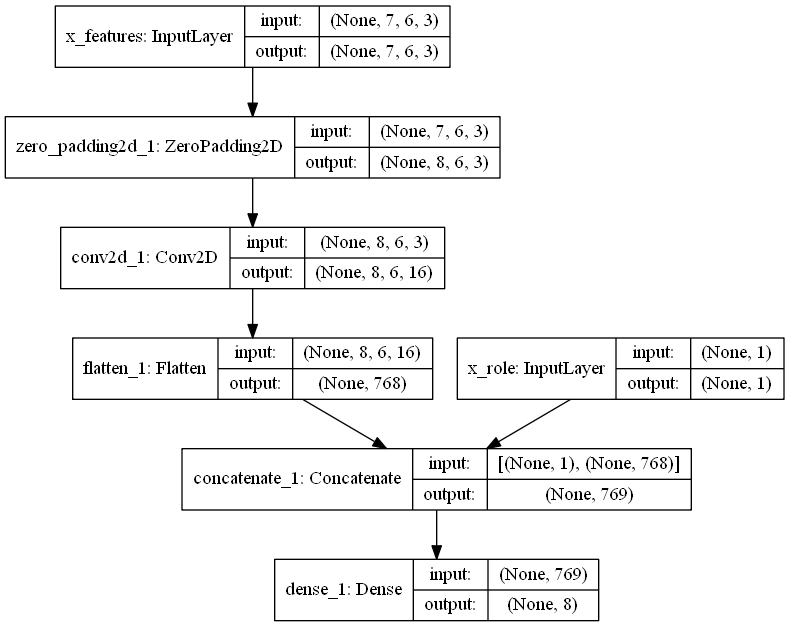 x_features: InputLayer
input: (None, 7, 6, 3)
output: (None, 7, 6, 3)
zero_padding2d_1: ZeroPadding2D
input: (None, 7, 6, 3)
output: (None, 8, 6, 3)
conv2d_1: Conv2D
input: (None, 8, 6, 3)
output: (None, 8, 6, 16)
flatten_1: Flatten
input: (None, 8, 6, 16)
output: (None, 768)
x_role: InputLayer
input: (None, 1)
output: (None, 1)
concatenate_1: Concatenate
input: [(None, 1), (None, 768)]
output: (None, 769)
dense_1: Dense
input: (None, 769)
output: (None, 8)